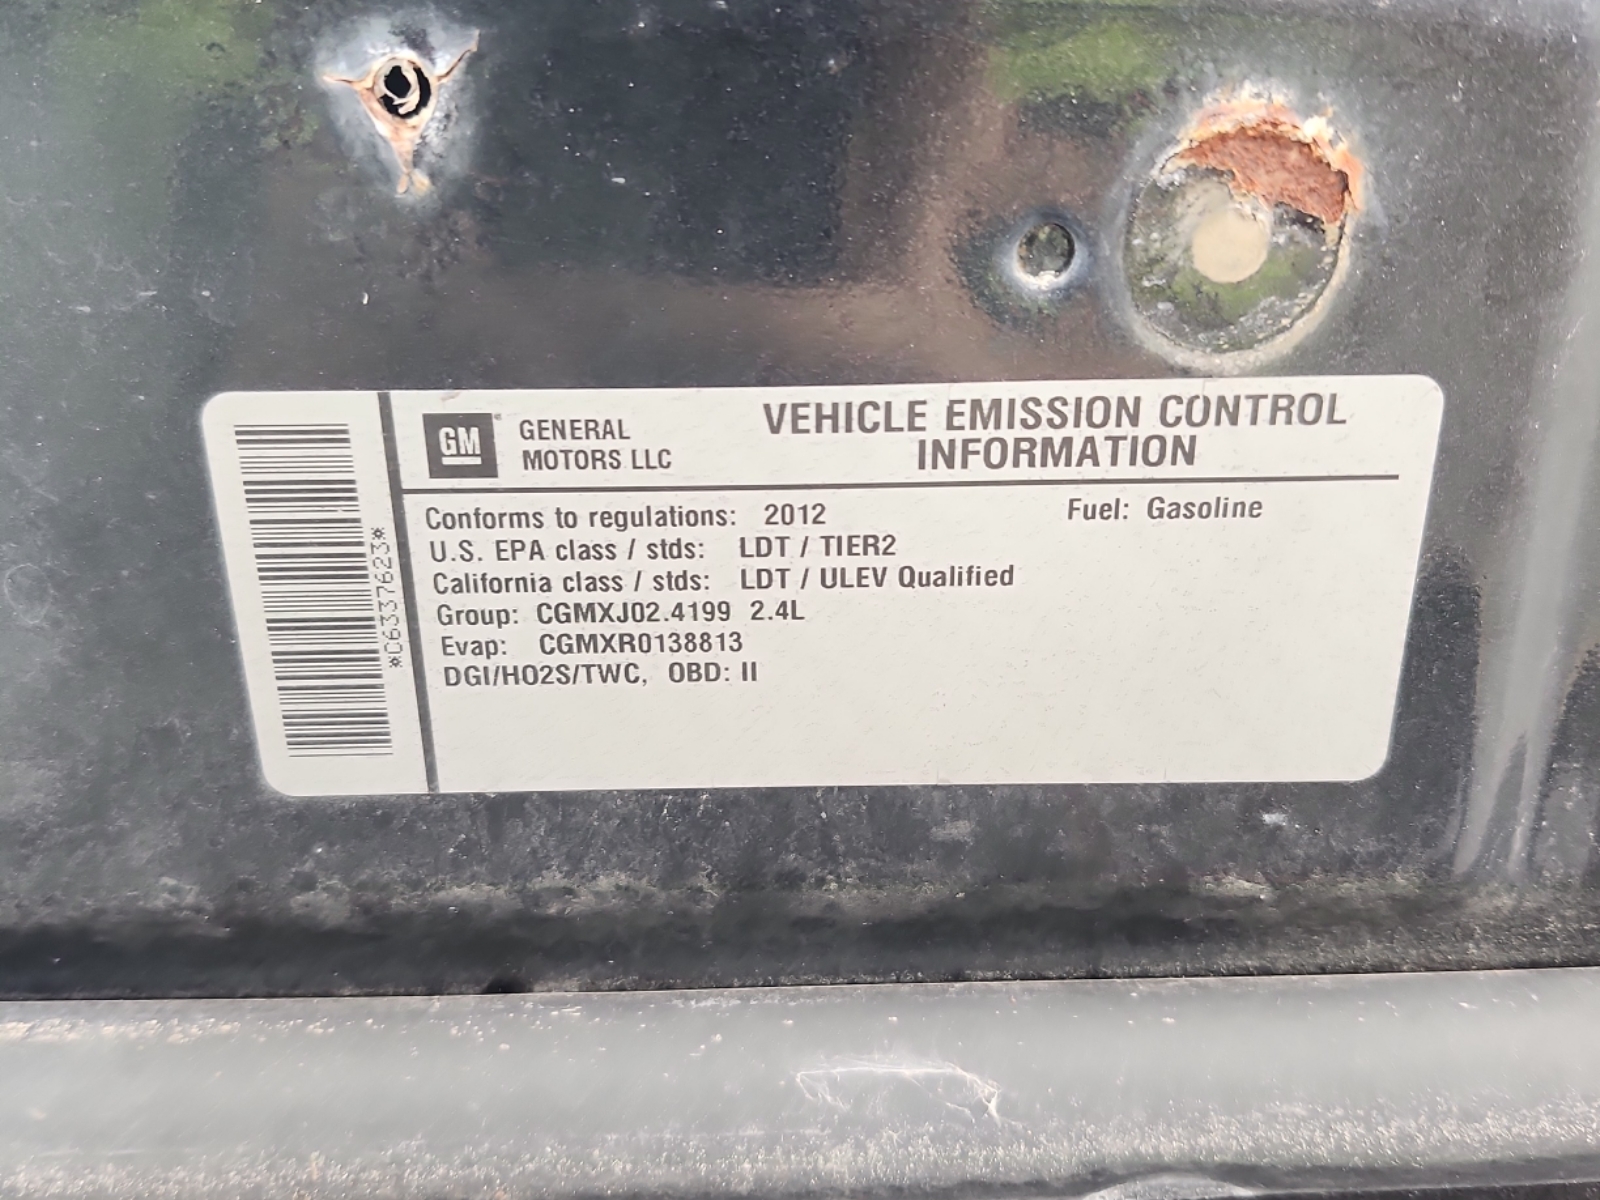 GM GENERAL
MOTORS LLC
VEHICLE EMISSION CONTROL
INFORMATION
Conforms to regulations: 2012 Fuel: Gasoline
U.S. EPA class / stds: LDT / TIER2
California class / stds: LDT / ULEV Qualified
Group: CGMXJ02.4199 2.4L
Evap: CGMXR0138813
DGI/HO2S/TWC, OBD: II
*C6337623*